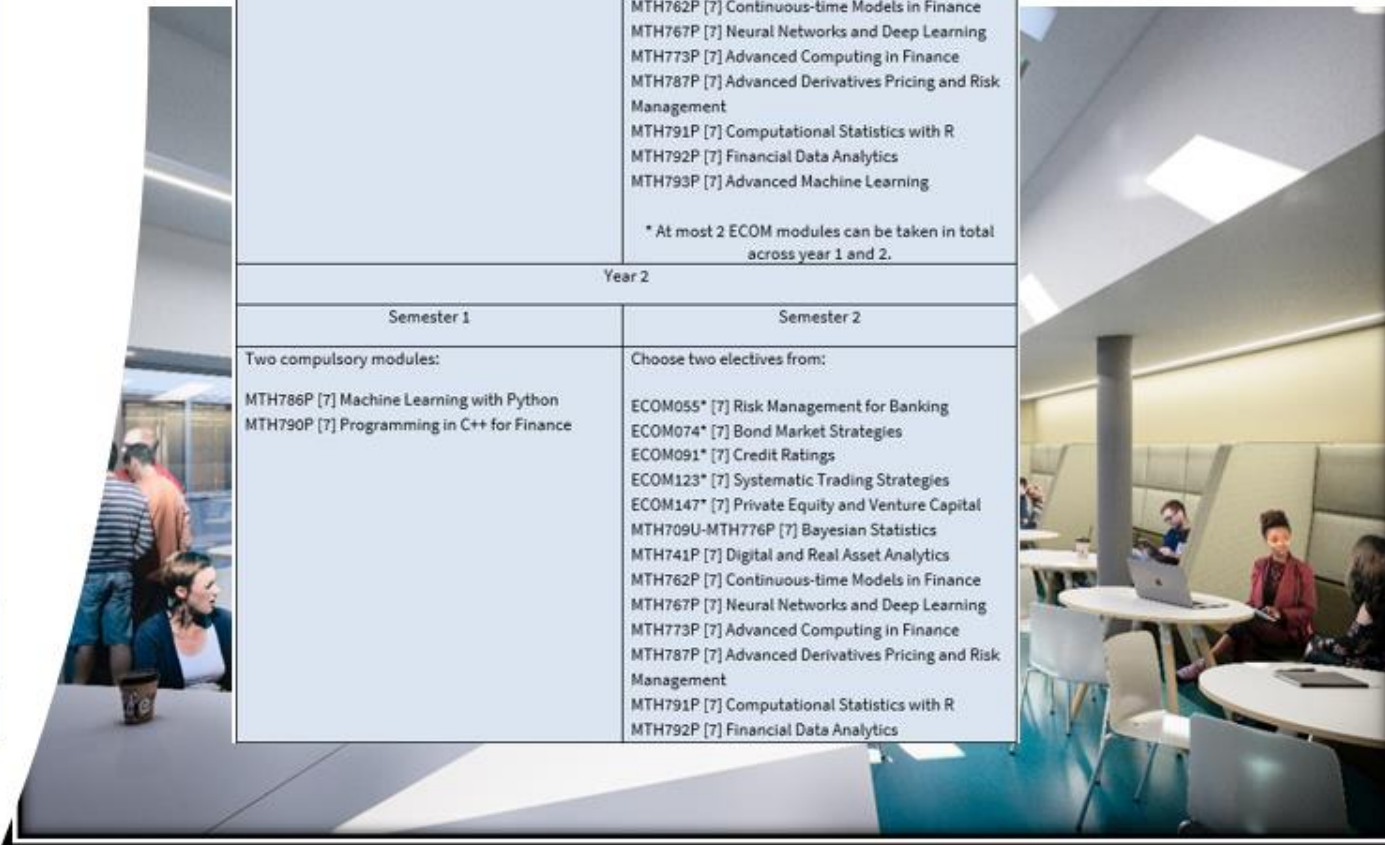 MTH762P [7] Continuous-time Models in Finance
MTH767P [7] Neural Networks and Deep Learning
MTH773P [7] Advanced Computing in Finance
MTH787P [7] Advanced Derivatives Pricing and Risk
Management
MTH791P [7] Computational Statistics with R
MTH792P [7] Financial Data Analytics
MTH793P [7] Advanced Machine Learning
* At most 2 ECOM modules can be taken in total
across year 1 and 2.
Year 2
Semester 1
Semester 2
Two compulsory modules:
MTH786P [7] Machine Learning with Python
MTH790P [7] Programming in C++ for Finance
Choose two electives from:
ECOM055* [7] Risk Management for Banking
ECOM074* [7] Bond Market Strategies
ECOM091* [7] Credit Ratings
ECOM123* [7] Systematic Trading Strategies
ECOM147* [7] Private Equity and Venture Capital
MTH709U-MTH776P [7] Bayesian Statistics
MTH741P [7] Digital and Real Asset Analytics
MTH762P [7] Continuous-time Models in Finance
MTH767P [7] Neural Networks and Deep Learning
MTH773P [7] Advanced Computing in Finance
MTH787P [7] Advanced Derivatives Pricing and Risk
Management
MTH791P [7] Computational Statistics with R
MTH792P [7] Financial Data Analytics